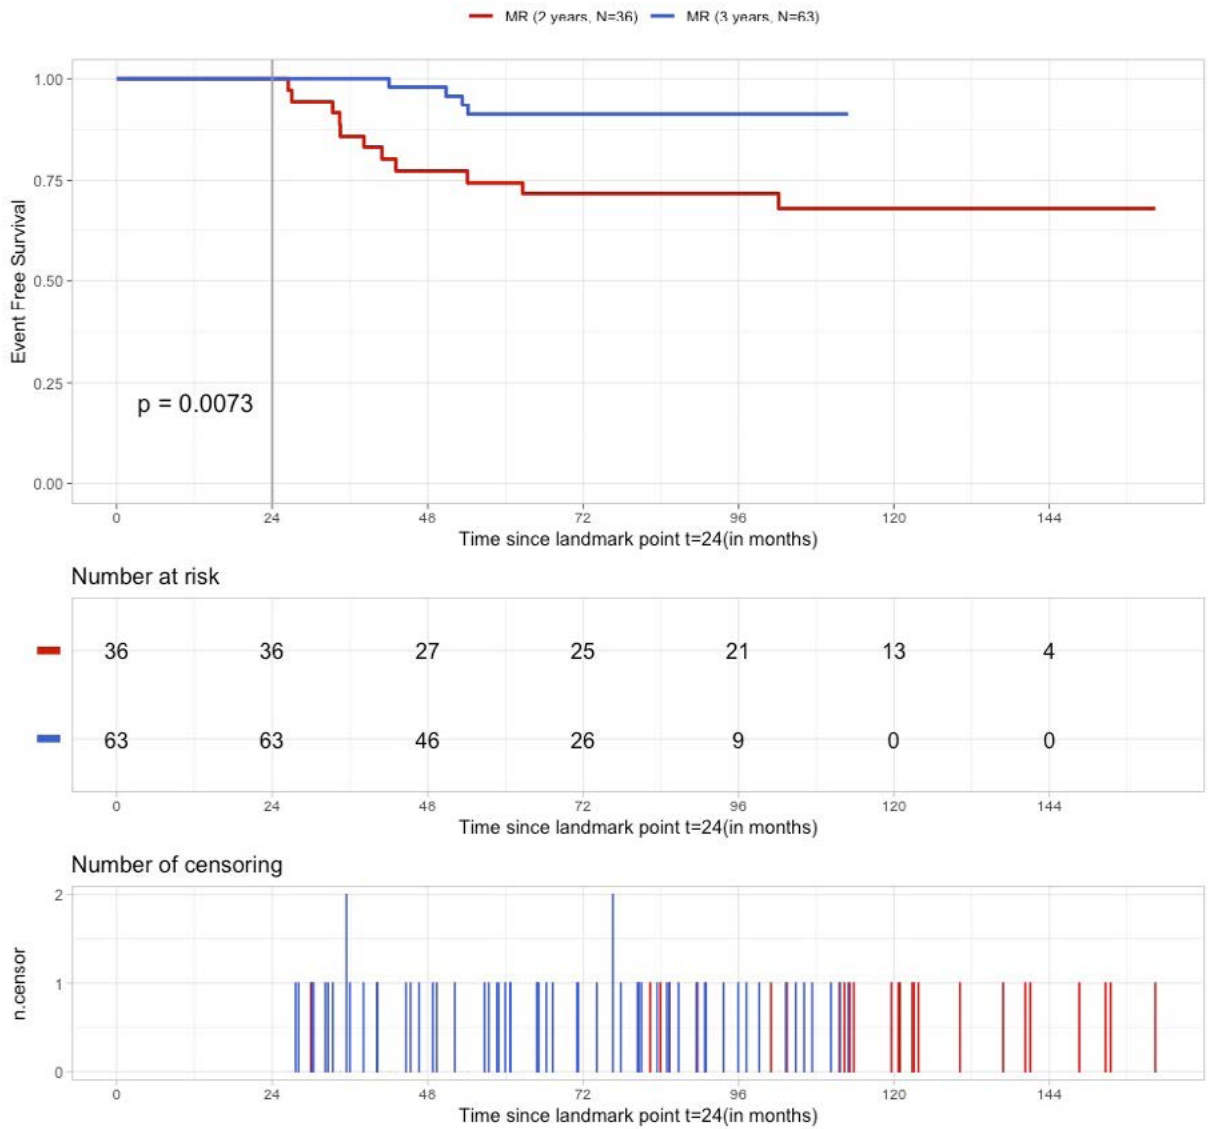 MR (2 years, N=36) MR (3 years, N=63)
1.00
0.75
0.50
0.25
0.00
Event Free Survival
p = 0.0073
0 24 48 72 96 120 144
Time since landmark point t=24(in months)
Number at risk
36 36 27 25 21 13 4
63 63 46 26 9 0 0
0 24 48 72 96 120 144
Time since landmark point t=24(in months)
Number of censoring
2
1
0
n.censor
0 24 48 72 96 120 144
Time since landmark point t=24(in months)